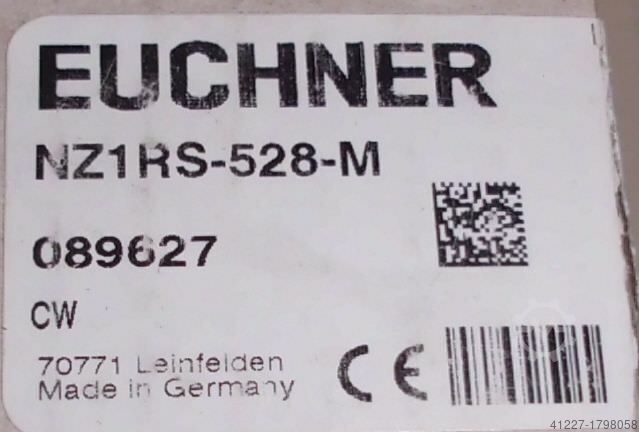 EUCHNER
NZ1RS-528-M
089627
CW
70771 Leinfelden
Made in Germany
CE
41227-1798058